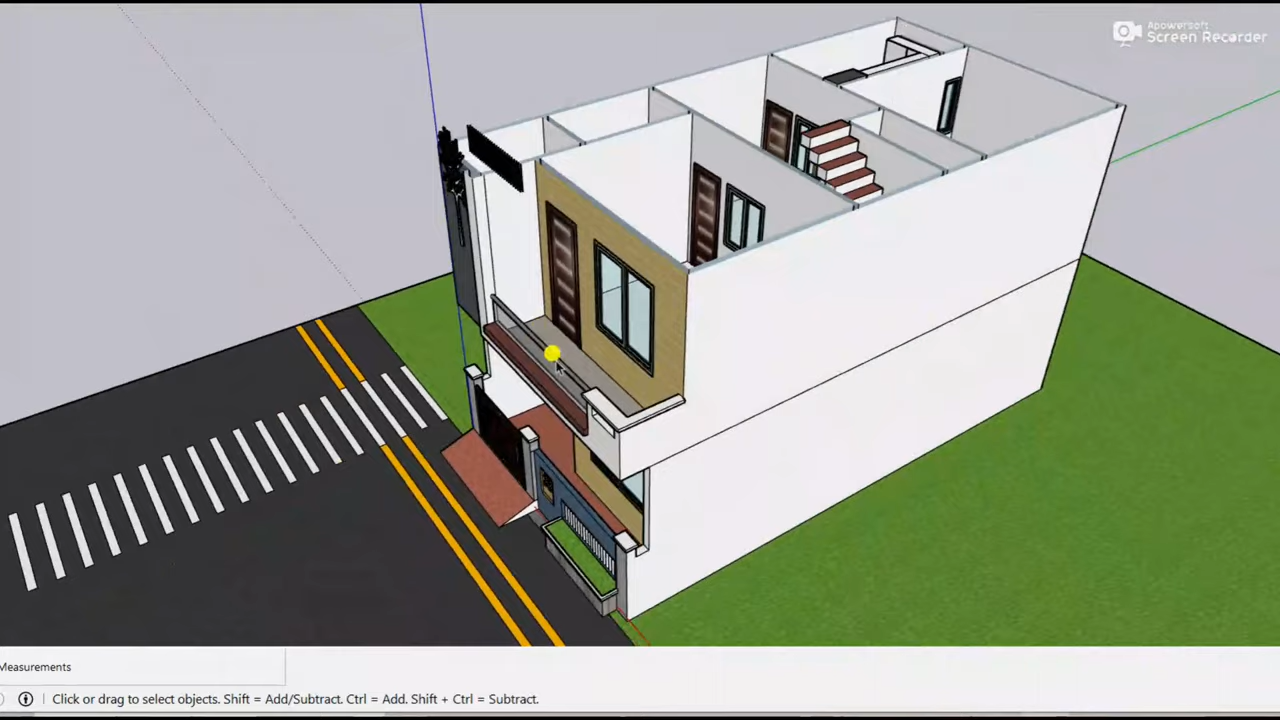 Apowersoft
Screen Recorder
Measurements
Click or drag to select objects. Shift = Add/Subtract. Ctrl = Add. Shift + Ctrl = Subtract.